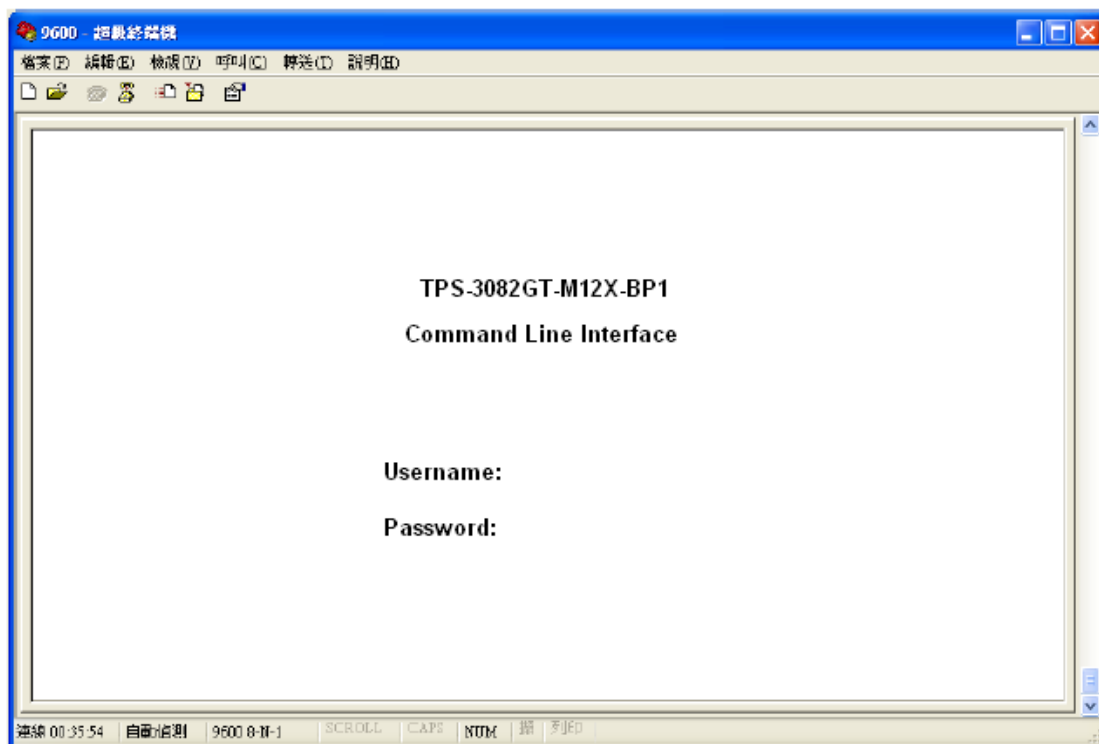 9600 - 超級終端機
檔案(F) 編輯(E) 檢視(V) 呼叫(C) 轉送(T) 說明(H)
TPS-3082GT-M12X-BP1
Command Line Interface
Username:
Password:
連線 00:35:54 自動偵測 9600 8-N-1 SCROLL CAPS NUM 擷 列印